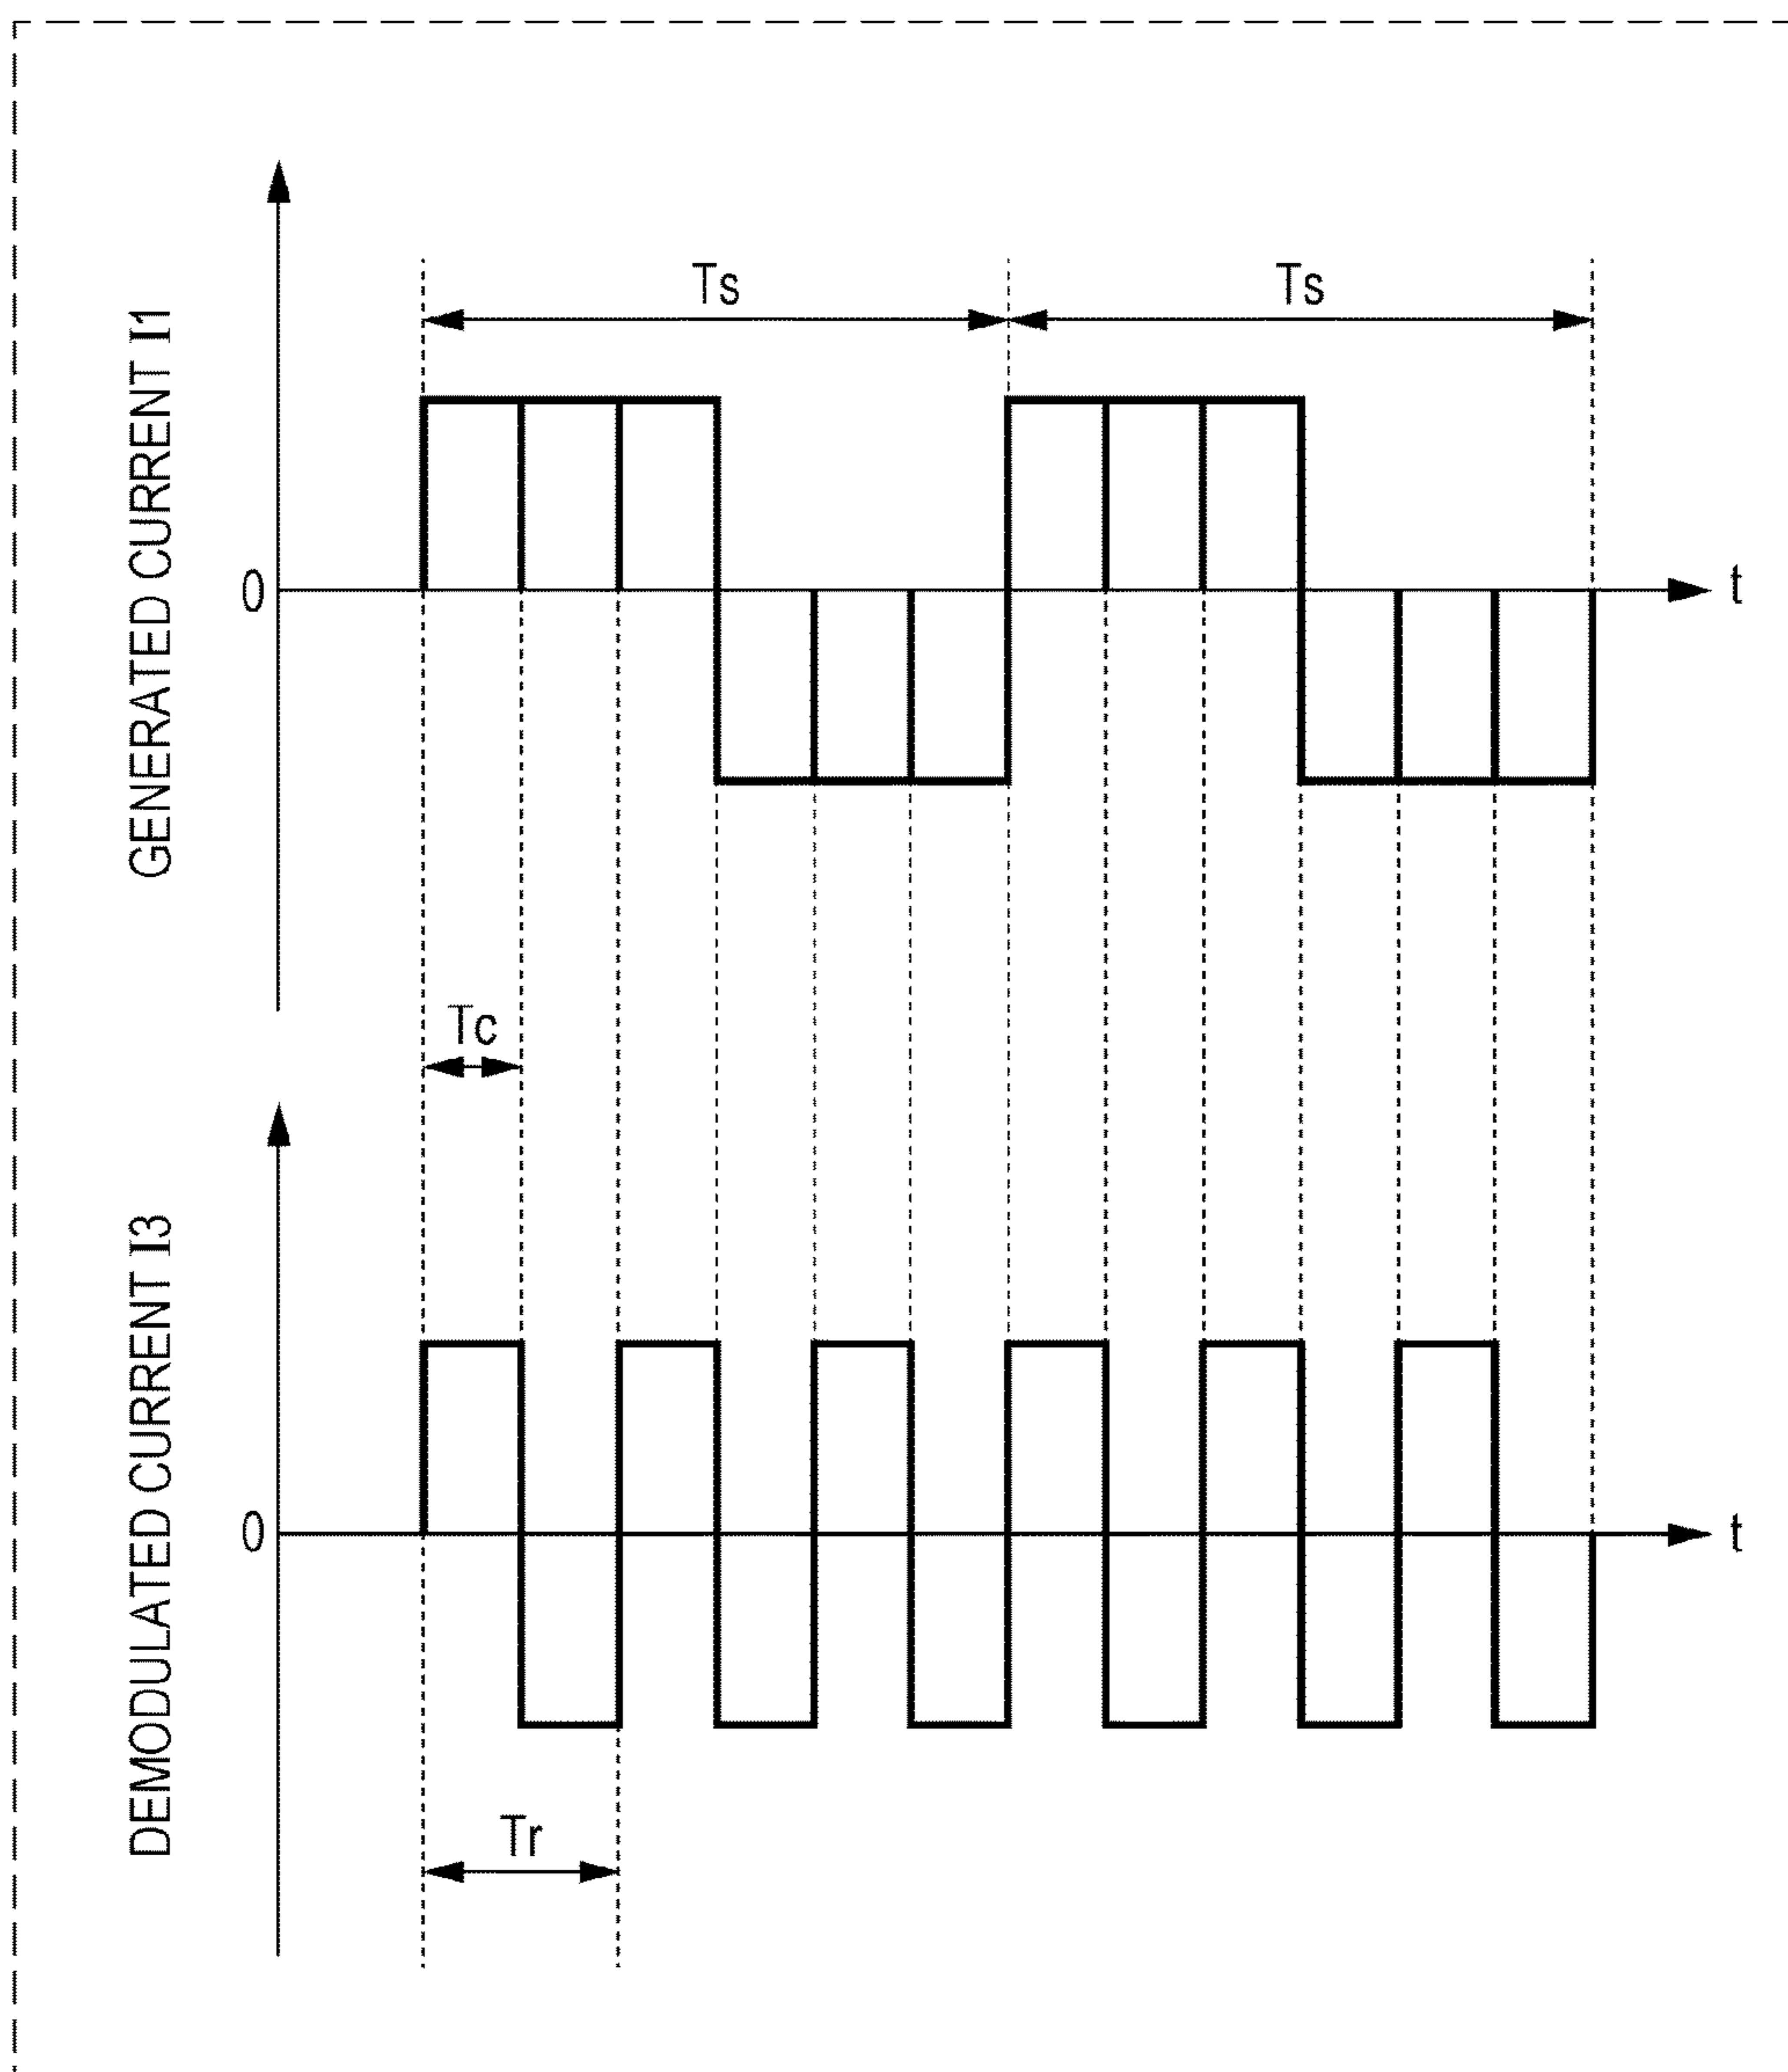 GENERATED CURRENT I1
Ts
Ts
0
t
Tc
DEMODULATED CURRENT I3
0
t
Tr